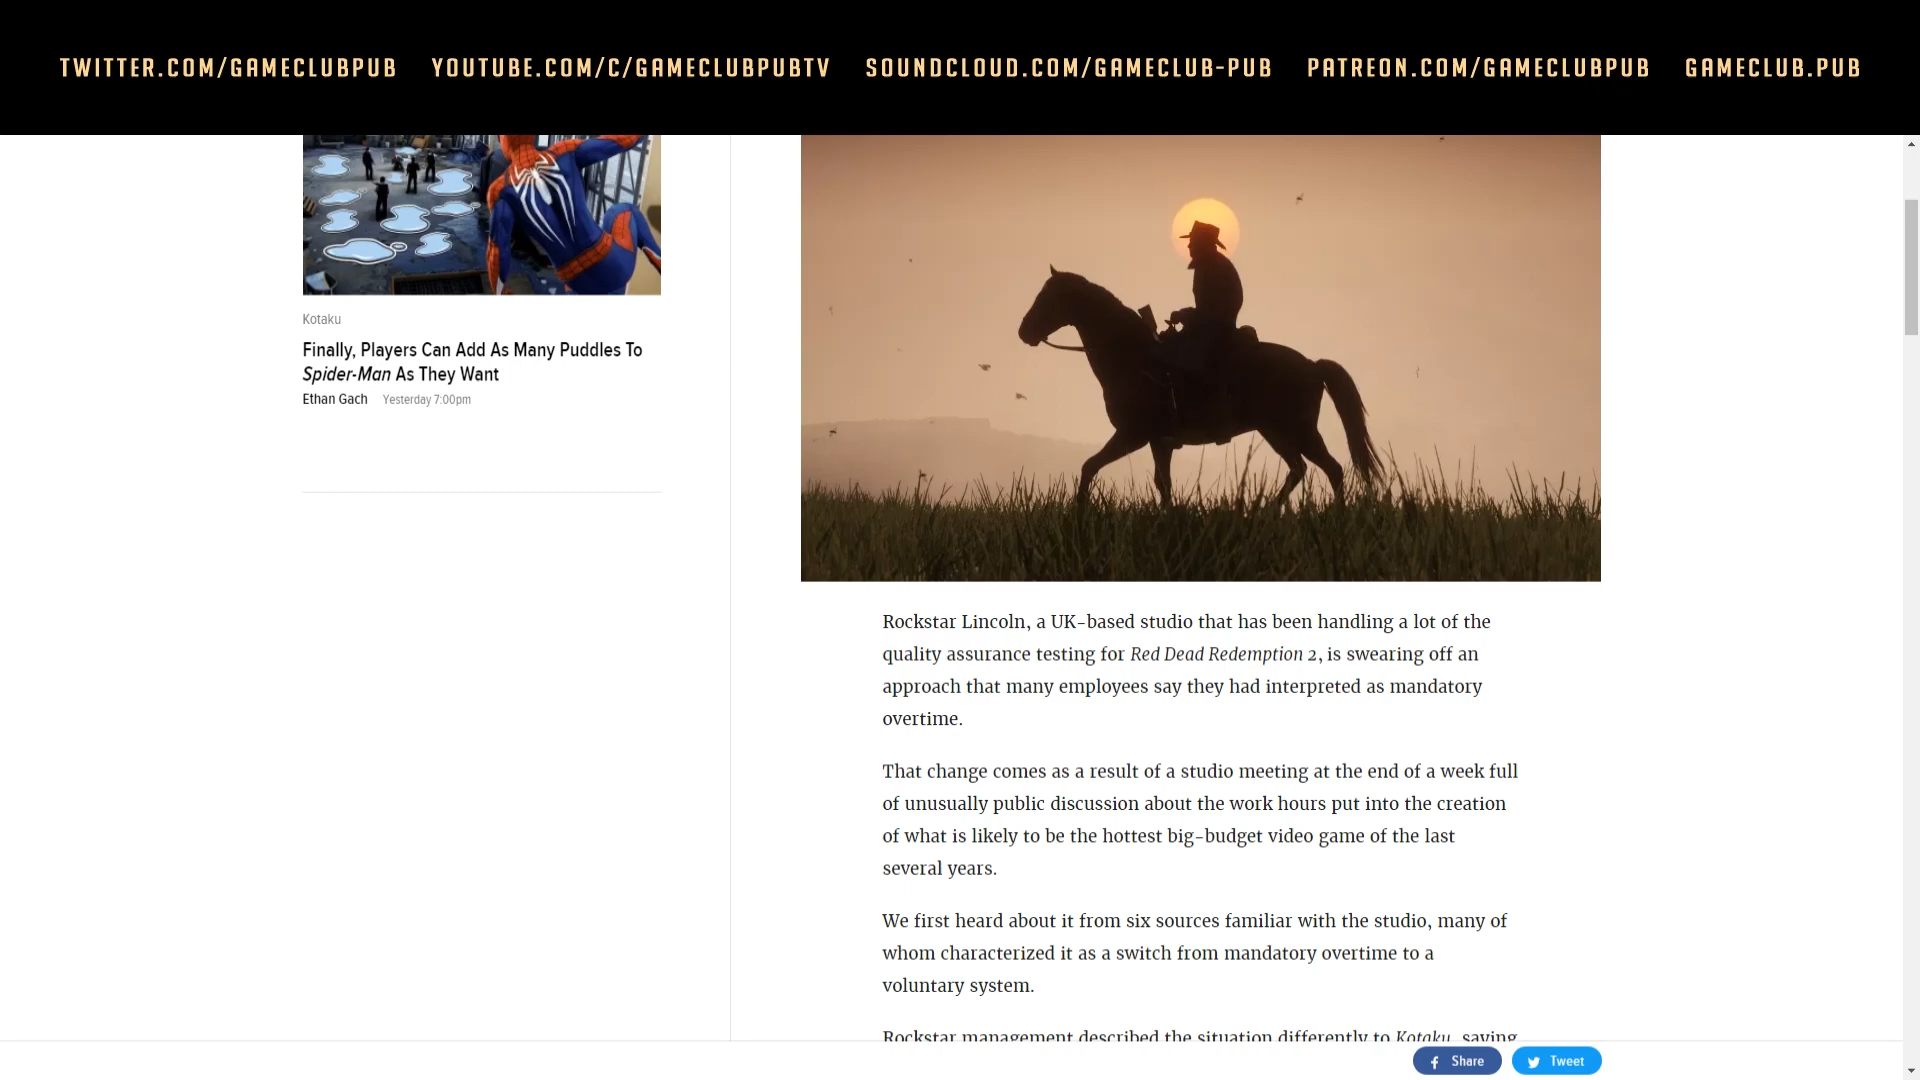 TWITTER.COM/GAMECLUBPUB YOUTUBE.COM/C/GAMECLUBPUBTV SOUNDCLOUD.COM/GAMECLUB-PUB PATREON.COM/GAMECLUBPUB GAMECLUB.PUB
Kotaku
Finally, Players Can Add As Many Puddles To
Spider-Man As They Want
Ethan Gach Yesterday 7:00pm
Rockstar Lincoln, a UK-based studio that has been handling a lot of the
quality assurance testing for Red Dead Redemption 2, is swearing off an
approach that many employees say they had interpreted as mandatory
overtime.
That change comes as a result of a studio meeting at the end of a week full
of unusually public discussion about the work hours put into the creation
of what is likely to be the hottest big-budget video game of the last
several years.
We first heard about it from six sources familiar with the studio, many of
whom characterized it as a switch from mandatory overtime to a
voluntary system.
Rockstar management described the situation differently to Kotaku, saying
Share Tweet